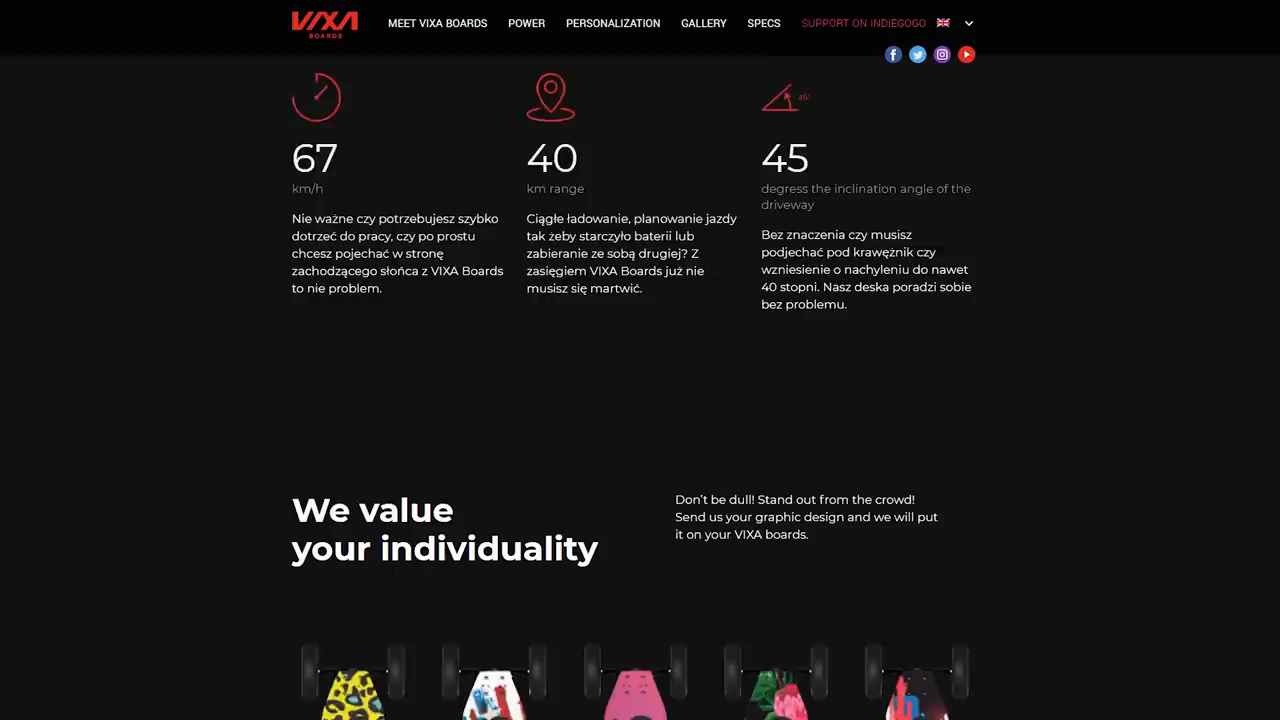 VIXA
BOARDS
MEET VIXA BOARDS
POWER
PERSONALIZATION
GALLERY
SPECS
SUPPORT ON INDIEGOGO
67
km/h
Nie ważne czy potrzebujesz szybko
dotrzeć do pracy, czy po prostu
chcesz pojechać w stronę
zachodzącego słońca z VIXA Boards
to nie problem.
40
km range
Ciągłe ładowanie, planowanie jazdy
tak żeby starczyło baterii lub
zabieranie ze sobą drugiej? Z
zasięgiem VIXA Boards już nie
musisz się martwić.
45°
45
degress the inclination angle of the
driveway
Bez znaczenia czy musisz
podjechać pod krawężnik czy
wzniesienie o nachyleniu do nawet
40 stopni. Nasz deska poradzi sobie
bez problemu.
We value
your individuality
Don't be dull! Stand out from the crowd!
Send us your graphic design and we will put
it on your VIXA boards.